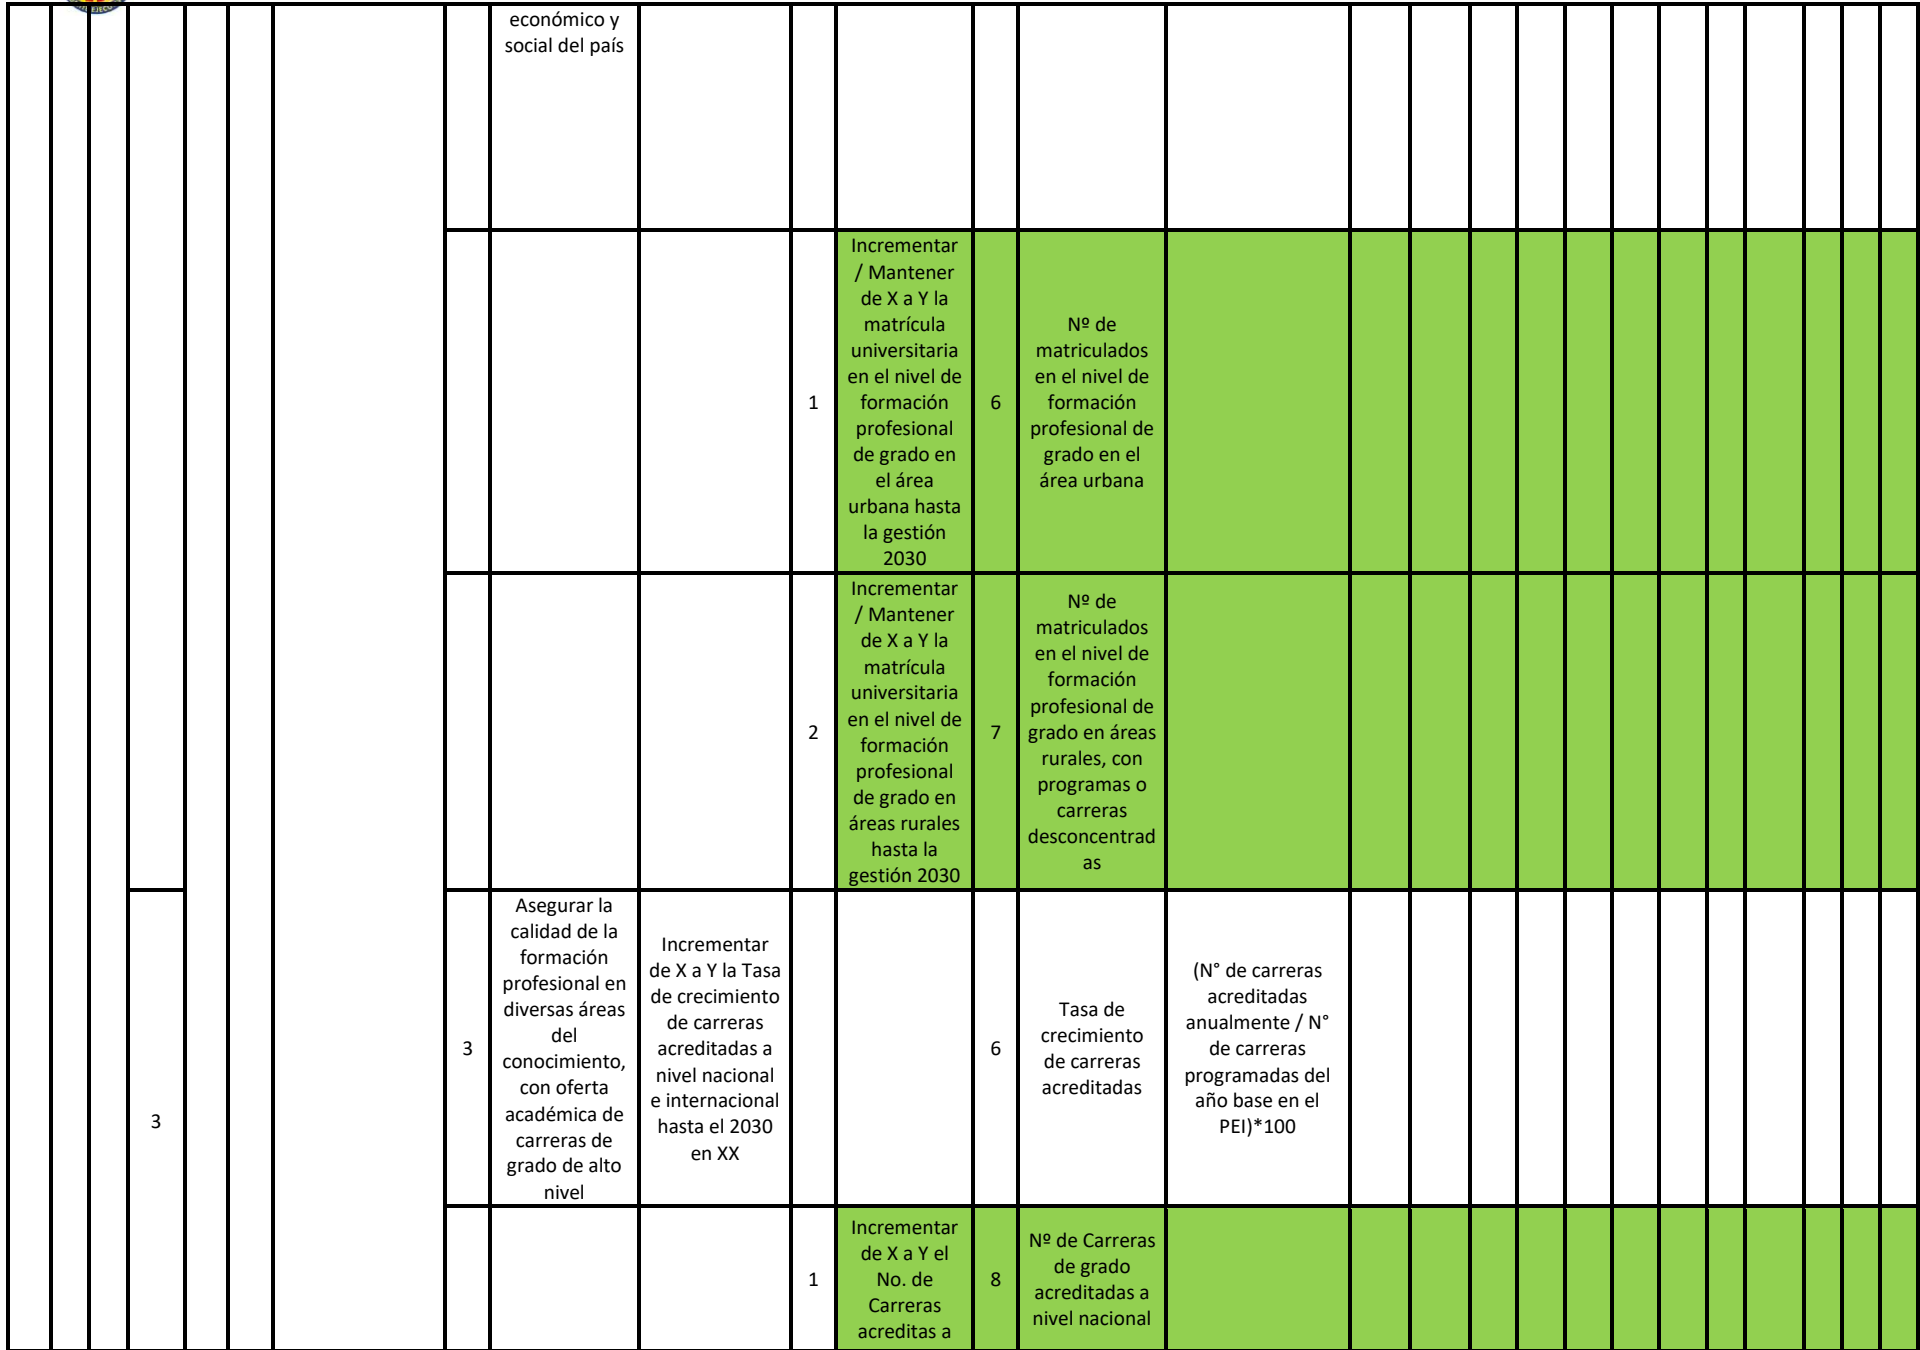 económico y
social del país
1
Incrementar
/ Mantener
de X a Y la
matrícula
universitaria
en el nivel de
formación
profesional
de grado en
el área
urbana hasta
la gestión
2030
6
Nº de
matriculados
en el nivel de
formación
profesional de
grado en el
área urbana
2
Incrementar
/ Mantener
de X a Y la
matrícula
universitaria
en el nivel de
formación
profesional
de grado en
áreas rurales
hasta la
gestión 2030
7
Nº de
matriculados
en el nivel de
formación
profesional de
grado en áreas
rurales, con
programas o
carreras
desconcentrad
as
3
3
Asegurar la
calidad de la
formación
profesional en
diversas áreas
del
conocimiento,
con oferta
académica de
carreras de
grado de alto
nivel
Incrementar
de X a Y la Tasa
de crecimiento
de carreras
acreditadas a
nivel nacional
e internacional
hasta el 2030
en XX
6
Tasa de
crecimiento
de carreras
acreditadas
(N° de carreras
acreditadas
anualmente / N°
de carreras
programadas del
año base en el
PEI)*100
1
Incrementar
de X a Y el
No. de
Carreras
acreditas a
8
Nº de Carreras
de grado
acreditadas a
nivel nacional